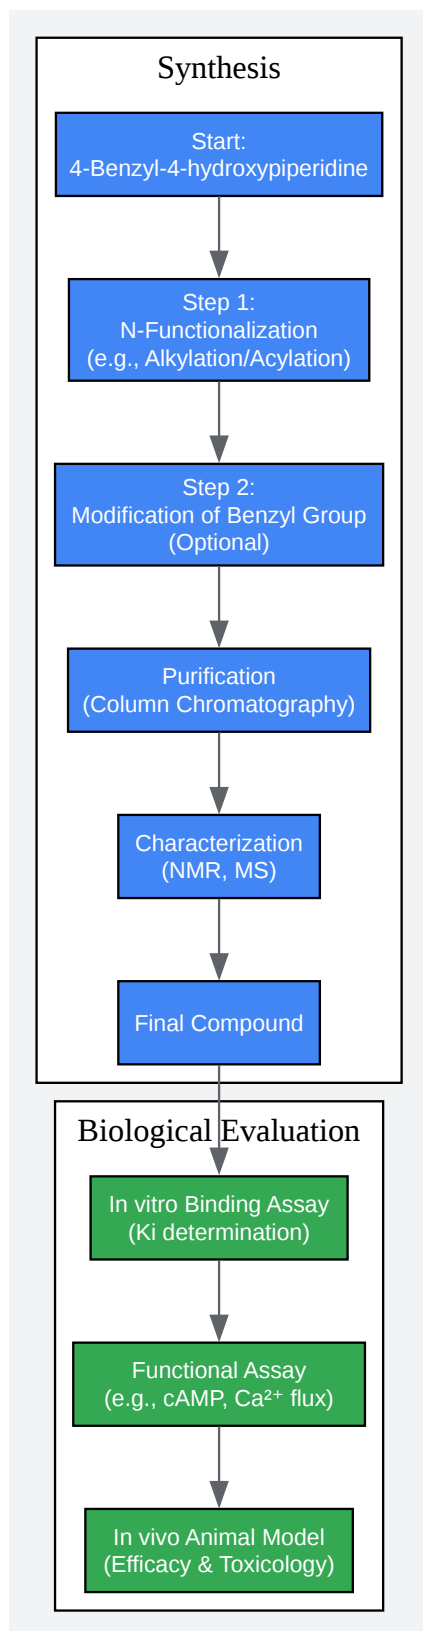 Synthesis
Start:
4-Benzyl-4-hydroxypiperidine
Step 1:
N-Functionalization
(e.g., Alkylation/Acylation)
Step 2:
Modification of Benzyl Group
(Optional)
Purification
(Column Chromatography)
Characterization
(NMR, MS)
Final Compound
Biological Evaluation
In vitro Binding Assay
(Ki determination)
Functional Assay
(e.g., cAMP, Ca²⁺ flux)
In vivo Animal Model
(Efficacy & Toxicology)